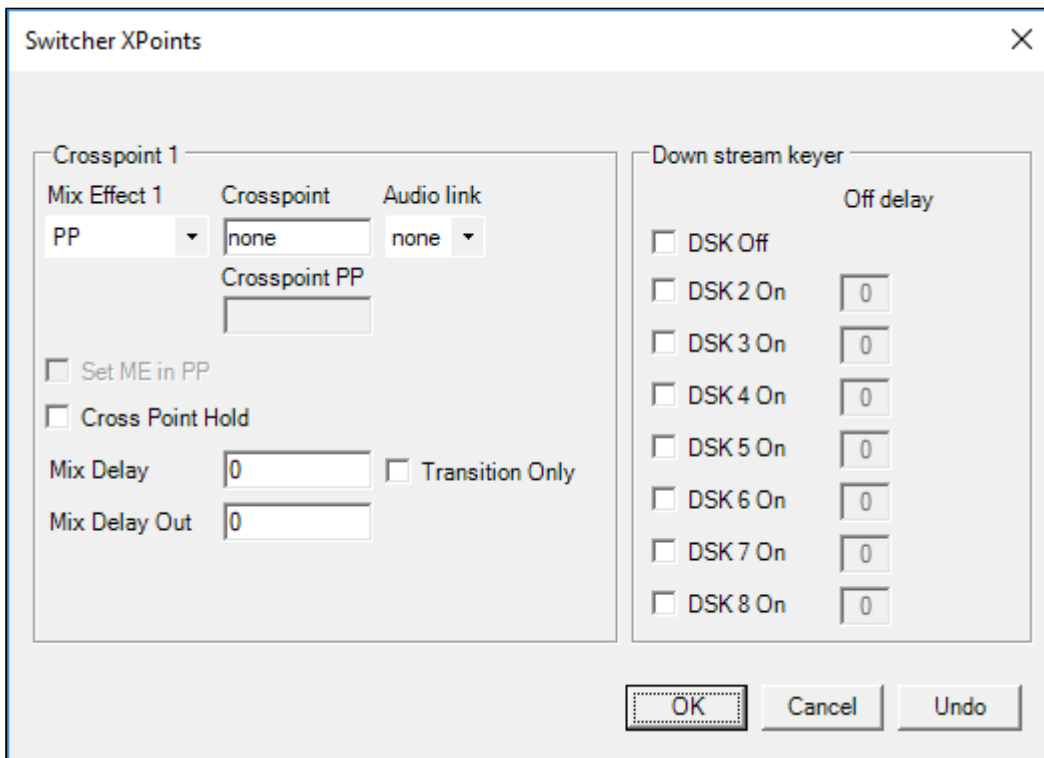 Switcher XPoints
Crosspoint 1
Mix Effect 1 Crosspoint Audio link
PP none none
Crosspoint PP
Set ME in PP
Cross Point Hold
Mix Delay 0 Transition Only
Mix Delay Out 0
Down stream keyer
Off delay
DSK Off
DSK 2 On 0
DSK 3 On 0
DSK 4 On 0
DSK 5 On 0
DSK 6 On 0
DSK 7 On 0
DSK 8 On 0
OK Cancel Undo